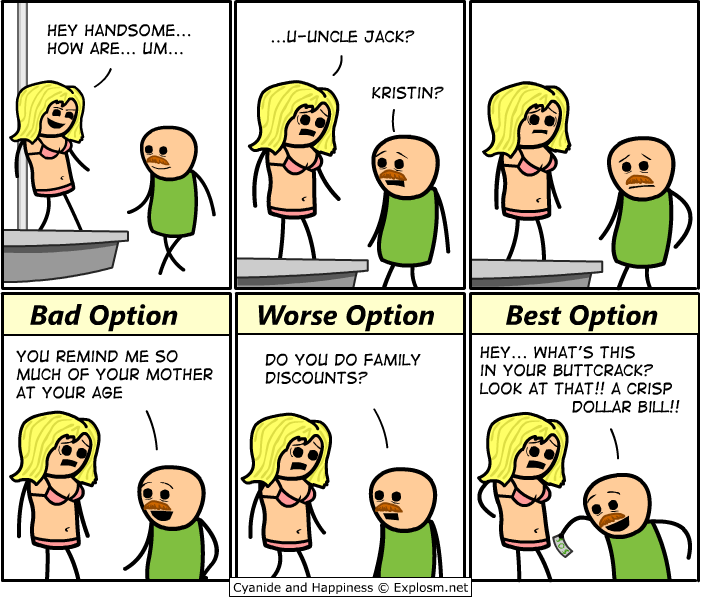 HEY HANDSOME...
HOW ARE... UM...
...U-UNCLE JACK?
KRISTIN?
Bad Option
YOU REMIND ME SO
MUCH OF YOUR MOTHER
AT YOUR AGE
Worse Option
DO YOU DO FAMILY
DISCOUNTS?
Best Option
HEY... WHAT'S THIS
IN YOUR BUTTCRACK?
LOOK AT THAT!! A CRISP
DOLLAR BILL!!
Cyanide and Happiness © Explosm.net